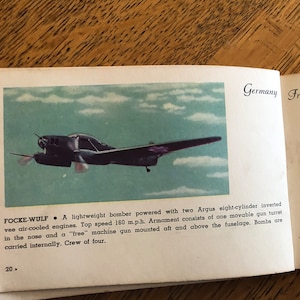 Germany
Fr
FOCKE-WULF • A lightweight bomber powered with two Argus eight-cylinder inverted
vee air-cooled engines. Top speed 160 m.p.h. Armament consists of one movable gun turret
in the nose and a "free" machine gun mounted aft and above the fuselage. Bombs are
carried internally. Crew of four.
20